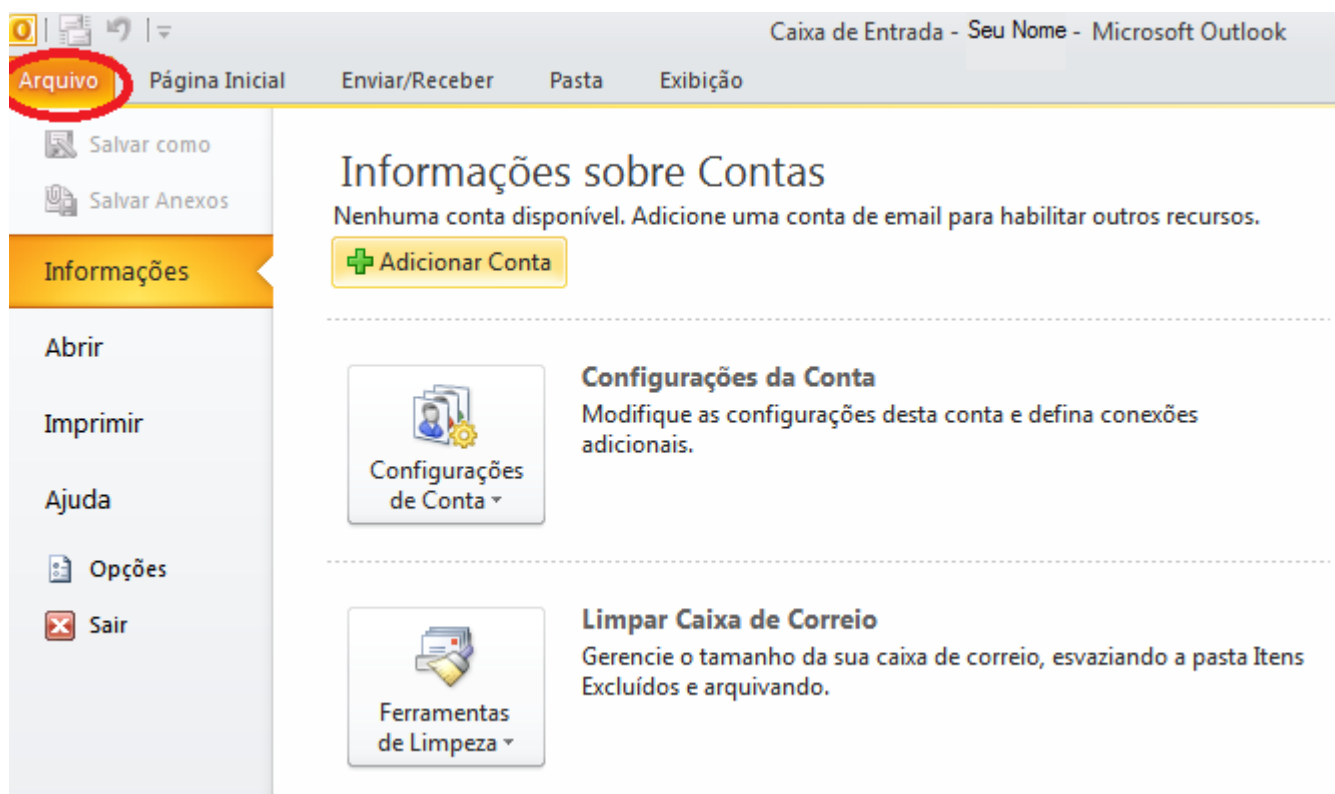 Caixa de Entrada - Seu Nome - Microsoft Outlook
Arquivo Página Inicial Enviar/Receber Pasta Exibição
Salvar como
Salvar Anexos
Informações
Abrir
Imprimir
Ajuda
Opções
Sair
Informações sobre Contas
Nenhuma conta disponível. Adicione uma conta de email para habilitar outros recursos.
Adicionar Conta
Configurações
de Conta
Configurações da Conta
Modifique as configurações desta conta e defina conexões
adicionais.
Ferramentas
de Limpeza
Limpar Caixa de Correio
Gerencie o tamanho da sua caixa de correio, esvaziando a pasta Itens
Excluídos e arquivando.